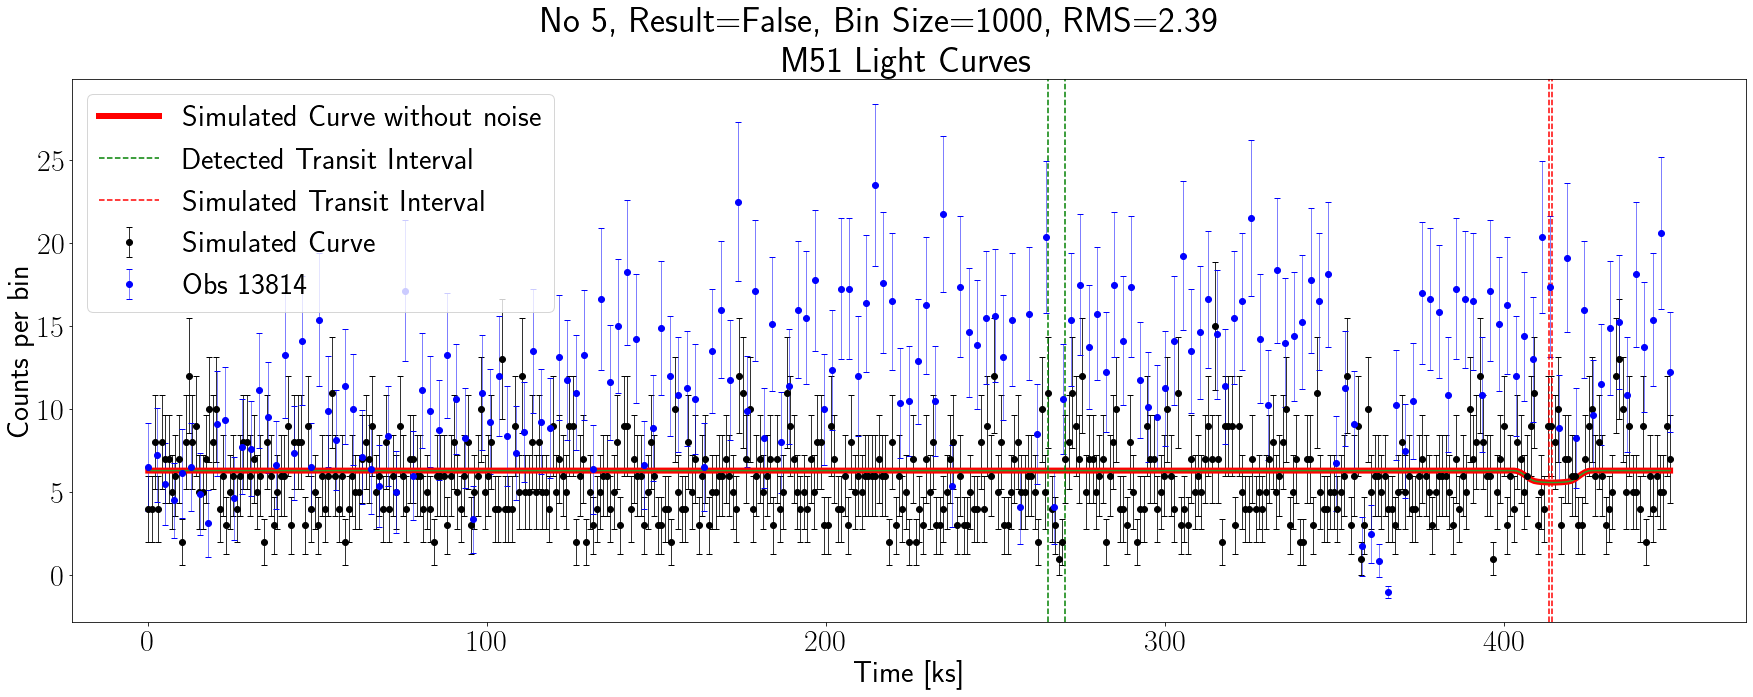 No 5, Result=False, Bin Size=1000, RMS=2.39
M51 Light Curves
Simulated Curve without noise
Detected Transit Interval
Simulated Transit Interval
Simulated Curve
Obs 13814
Counts per bin
25
20
15
10
5
0
0 100 200 300 400
Time [ks]